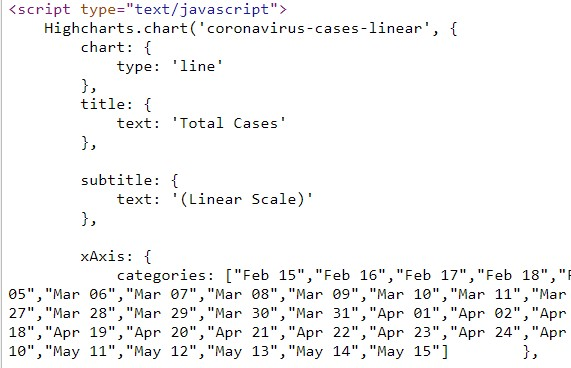 <script type="text/javascript">
Highcharts.chart('coronavirus-cases-linear', {
chart: {
type: 'line'
},
title: {
text: 'Total Cases'
},
subtitle: {
text: '(Linear Scale)'
},
xAxis: {
categories: ["Feb 15","Feb 16","Feb 17","Feb 18","F
05","Mar 06","Mar 07","Mar 08","Mar 09","Mar 10","Mar 11","Mar
27","Mar 28","Mar 29","Mar 30","Mar 31","Apr 01","Apr 02","Apr
18","Apr 19","Apr 20","Apr 21","Apr 22","Apr 23","Apr 24","Apr
10","May 11","May 12","May 13","May 14","May 15"] },